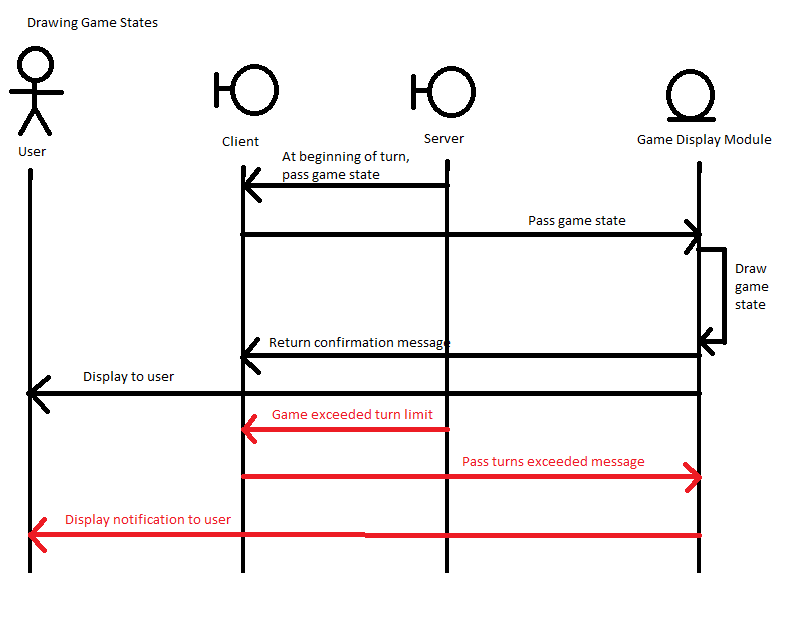 Drawing Game States
User
Client
Server
Game Display Module
At beginning of turn,
pass game state
Pass game state
Draw
game
state
Return confirmation message
Display to user
Game exceeded turn limit
Pass turns exceeded message
Display notification to user